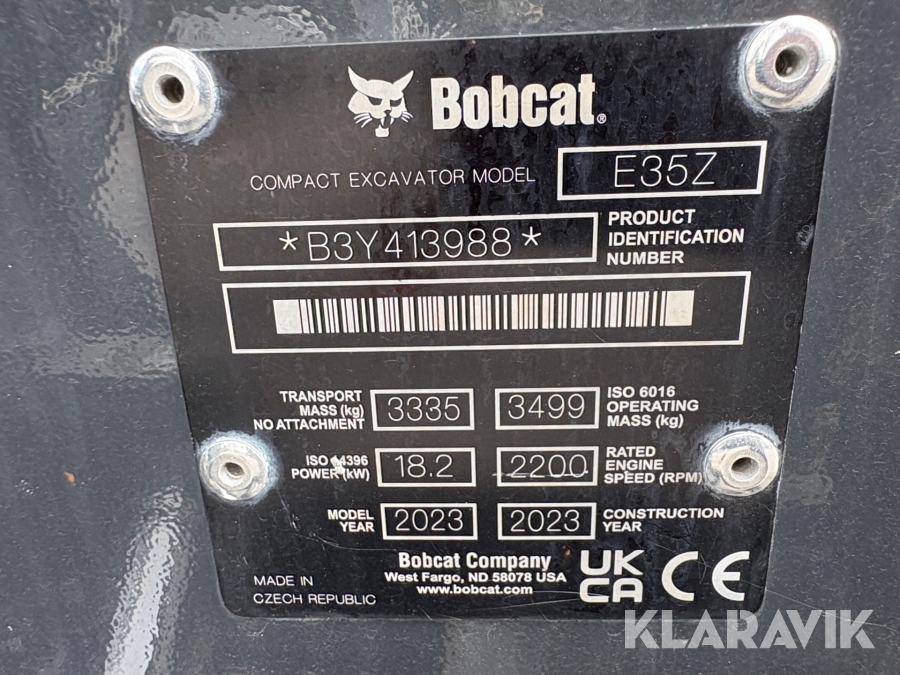 Bobcat®
COMPACT EXCAVATOR MODEL E35Z
*B3Y413988*
PRODUCT
IDENTIFICATION
NUMBER
TRANSPORT
MASS (kg)
NO ATTACHMENT
3335
3499
ISO 6016
OPERATING
MASS (kg)
ISO 14396
POWER (kW)
18.2
2200
RATED
ENGINE
SPEED (RPM)
MODEL
YEAR
2023
2023
CONSTRUCTION
YEAR
Bobcat Company
West Fargo, ND 58078 USA
www.bobcat.com
MADE IN
CZECH REPUBLIC
UK
CA
CE
KLARAVIK